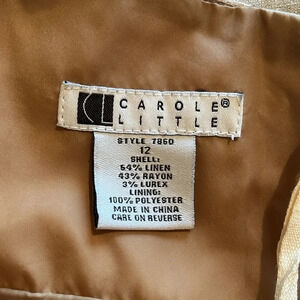 CAROLE®
LITTLE
STYLE 7860
12
SHELL:
54% LINEN
43% RAYON
3% LUREX
LINING:
100% POLYESTER
MADE IN CHINA
CARE ON REVERSE